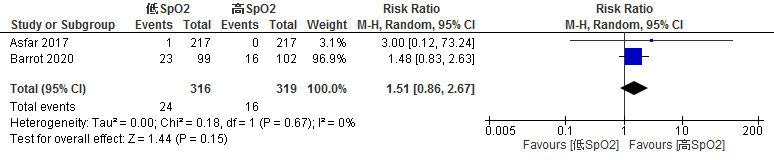 低SpO2 高SpO2 Risk Ratio Risk Ratio
Study or Subgroup Events Total Events Total Weight M-H, Random, 95% CI M-H, Random, 95% CI
Asfar 2017 1 217 0 217 3.1% 3.00 [0.12, 73.24]
Barrot 2020 23 99 16 102 96.9% 1.48 [0.83, 2.63]
Total (95% CI) 316 319 100.0% 1.51 [0.86, 2.67]
Total events 24 16
Heterogeneity: Tau² = 0.00; Chi² = 0.18, df = 1 (P = 0.67); I² = 0%
Test for overall effect: Z = 1.44 (P = 0.15)
0.005 0.1 1 10 200
Favours [低SpO2] Favours [高SpO2]